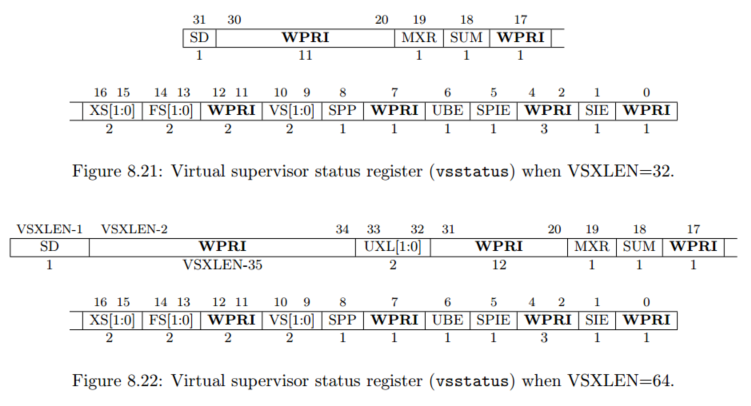 31 30 20 19 18 17
SD WPRI MXR SUM WPRI
1 11 1 1 1
16 15 14 13 12 11 10 9 8 7 6 5 4 2 1 0
XS[1:0] FS[1:0] WPRI VS[1:0] SPP WPRI UBE SPIE WPRI SIE WPRI
2 2 2 2 1 1 1 1 3 1 1
Figure 8.21: Virtual supervisor status register (vsstatus) when VSXLEN=32.
VSXLEN-1 VSXLEN-2 34 33 32 31 20 19 18 17
SD WPRI UXL[1:0] WPRI MXR SUM WPRI
1 VSXLEN-35 2 12 1 1 1
16 15 14 13 12 11 10 9 8 7 6 5 4 2 1 0
XS[1:0] FS[1:0] WPRI VS[1:0] SPP WPRI UBE SPIE WPRI SIE WPRI
2 2 2 2 1 1 1 1 3 1 1
Figure 8.22: Virtual supervisor status register (vsstatus) when VSXLEN=64.